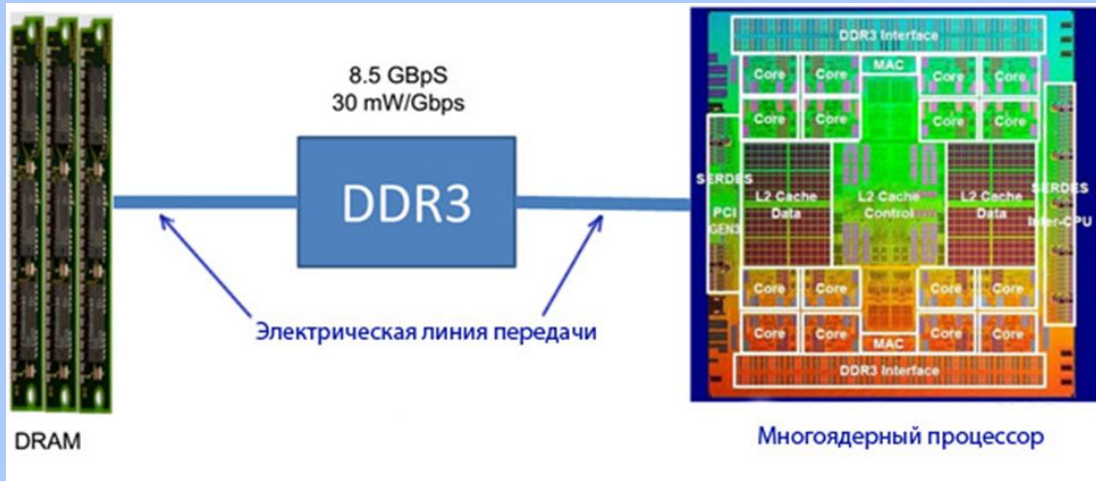 8.5 GBpS
30 mW/Gbps
DDR3
Электрическая линия передачи
DRAM
DDR3 Interface
MAC
Core
Core
Core
Core
Core
Core
Core
Core
SERDES
PCI
GEN3
L2 Cache
Data
L2 Cache
Control
L2 Cache
Data
SERDES
Inter-CPU
Core
Core
Core
Core
Core
Core
Core
Core
MAC
DDR3 Interface
Многоядерный процессор